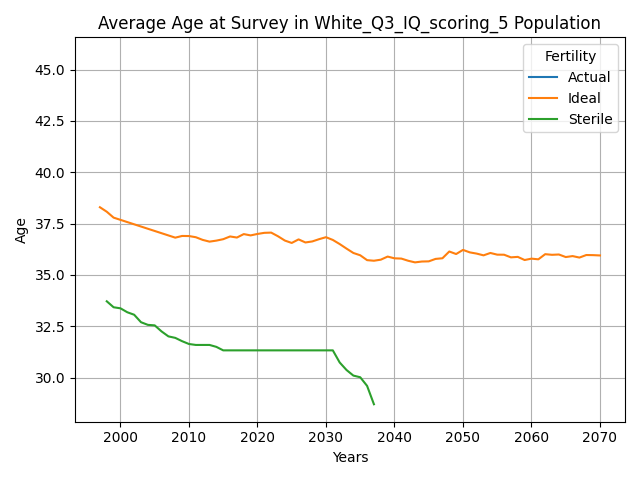 Average Age at Survey in White_Q3_IQ_scoring_5 Population
Fertility
Actual
Ideal
Sterile
Age
45.0
42.5
40.0
37.5
35.0
32.5
30.0
2000
2010
2020
2030
2040
2050
2060
2070
Years